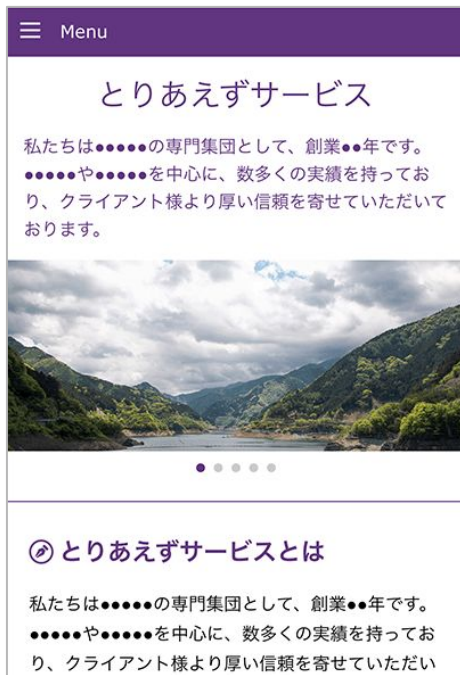 Menu
とりあえずサービス
私たちは●●●●●の専門集団として、創業●●年です。
●●●●●や●●●●●を中心に、数多くの実績を持ってお
り、クライアント様より厚い信頼を寄せていただいて
おります。
とりあえずサービスとは
私たちは●●●●●の専門集団として、創業●●年です。
●●●●●や●●●●●を中心に、数多くの実績を持ってお
り、クライアント様より厚い信頼を寄せていただい